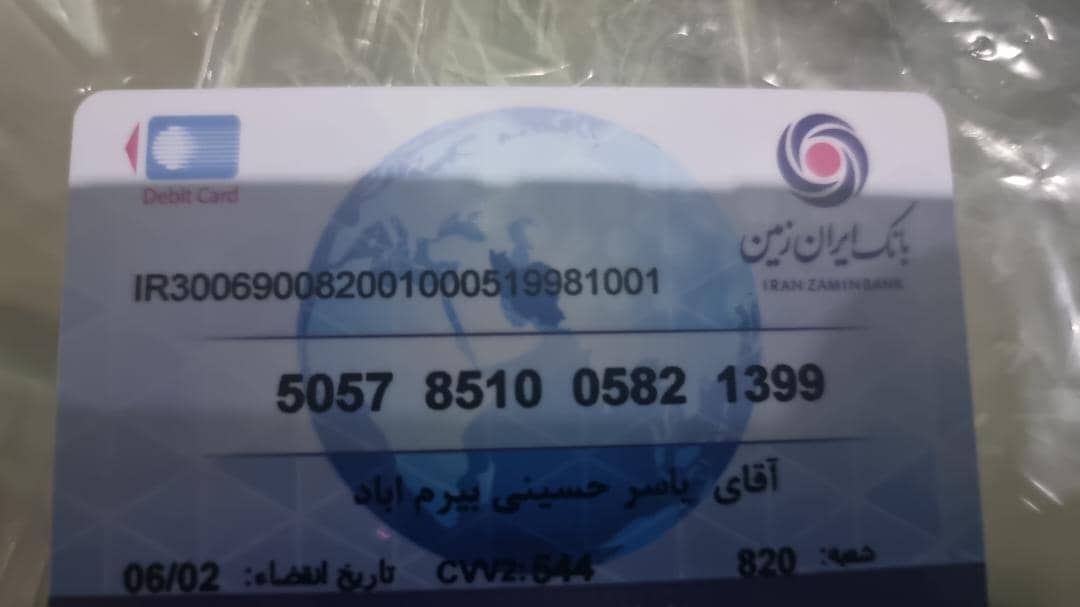 Debit Card
بانک ایران زمین
IRAN ZAMIN BANK
IR300690082001000519981001
5057 8510 0582 1399
آقای یاسر حسینی بیرم اباد
شعبه: 820 CVV2: تاریخ انقضاء: 06/02